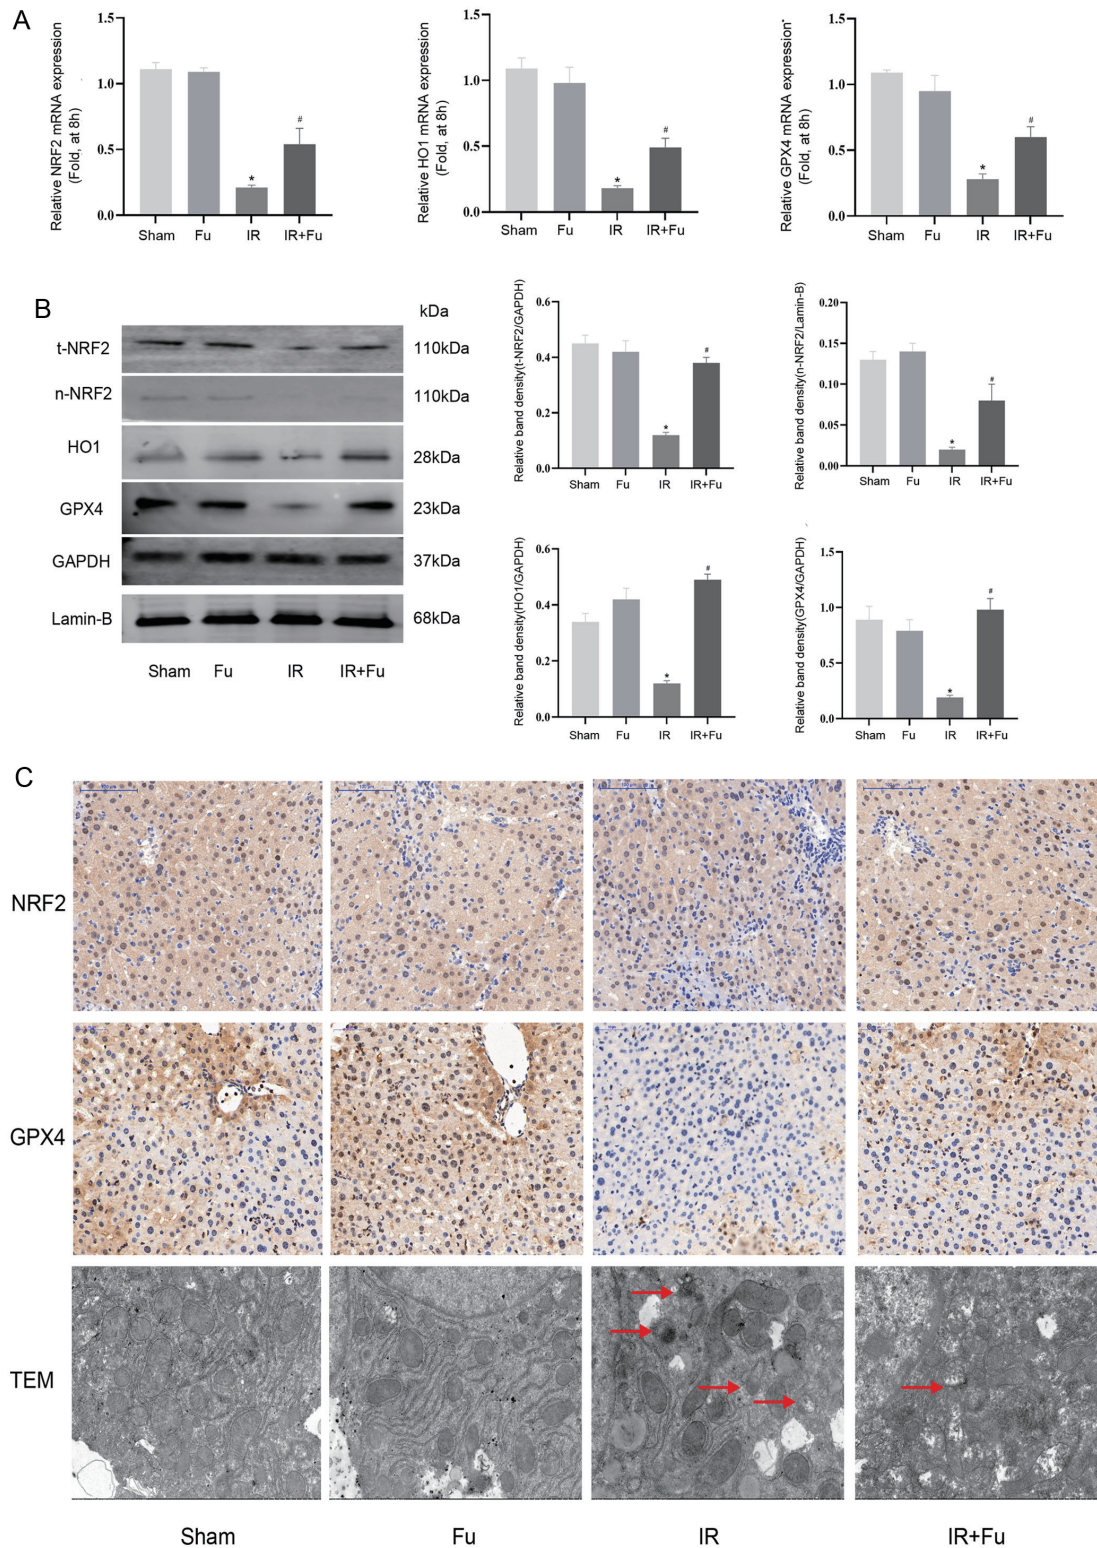 A
Relative NRF2 mRNA expression
(Fold, at 8h)
1.5
1.0
0.5
0.0
*
#
Sham Fu IR IR+Fu
Relative HO1 mRNA expression
(Fold, at 8h)
1.5
1.0
0.5
0.0
*
#
Sham Fu IR IR+Fu
Relative GPX4 mRNA expression
(Fold, at 8h)
1.5
1.0
0.5
0.0
*
#
Sham Fu IR IR+Fu
B
kDa
t-NRF2 110kDa
n-NRF2 110kDa
HO1 28kDa
GPX4 23kDa
GAPDH 37kDa
Lamin-B 68kDa
Sham Fu IR IR+Fu
Relative band density(t-NRF2/GAPDH)
0.6
0.4
0.2
0.0
*
#
Sham Fu IR IR+Fu
Relative band density(n-NRF2/Lamin-B)
0.20
0.15
0.10
0.05
0.00
*
#
Sham Fu IR IR+Fu
Relative band density(HO1/GAPDH)
0.6
0.4
0.2
0.0
*
#
Sham Fu IR IR+Fu
Relative band density(GPX4/GAPDH)
1.5
1.0
0.5
0.0
*
#
Sham Fu IR IR+Fu
C
NRF2
GPX4
TEM
Sham Fu IR IR+Fu